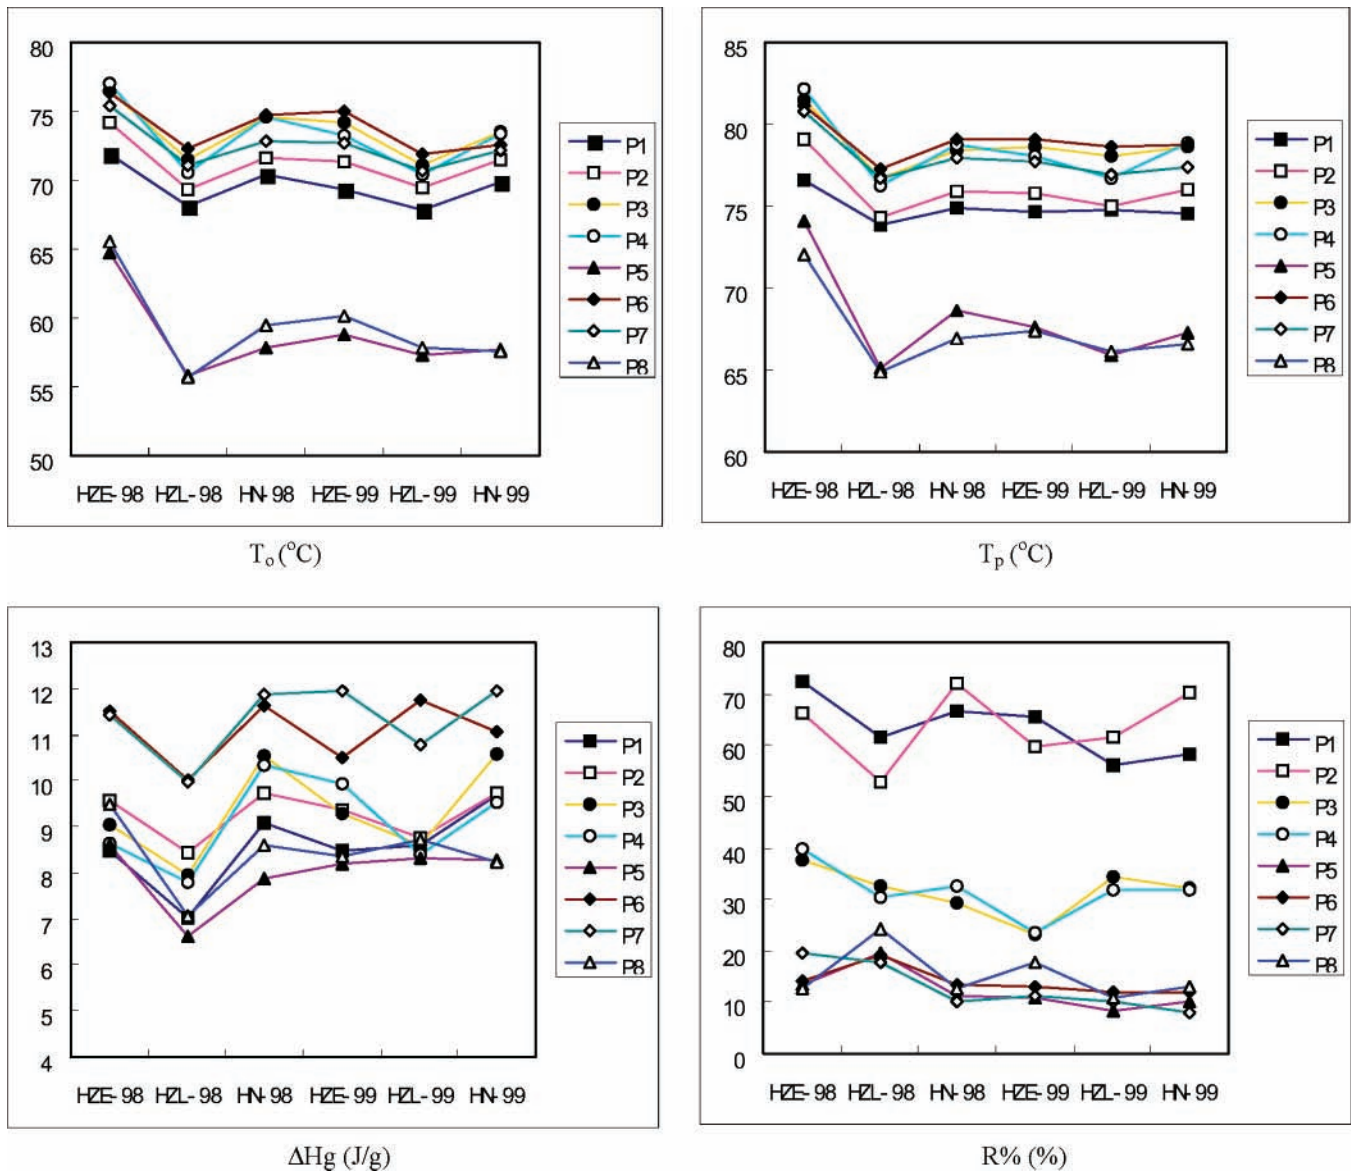 80
75
70
65
60
55
50
HZE-98 HZL-98 HN-98 HZE-99 HZL-99 HN-99
P1
P2
P3
P4
P5
P6
P7
P8
To (°C)
85
80
75
70
65
60
HZE-98 HZL-98 HN-98 HZE-99 HZL-99 HN-99
P1
P2
P3
P4
P5
P6
P7
P8
Tp (°C)
13
12
11
10
9
8
7
6
5
4
HZE-98 HZL-98 HN-98 HZE-99 HZL-99 HN-99
P1
P2
P3
P4
P5
P6
P7
P8
ΔHg (J/g)
80
70
60
50
40
30
20
10
0
HZE-98 HZL-98 HN-98 HZE-99 HZL-99 HN-99
P1
P2
P3
P4
P5
P6
P7
P8
R% (%)